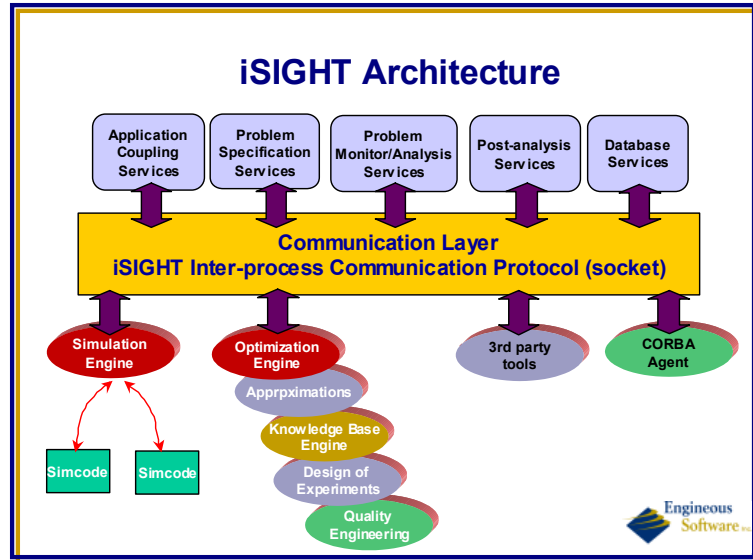 iSIGHT Architecture
Application
Coupling
Services
Problem
Specification
Services
Problem
Monitor/Analysis
Services
Post-analysis
Services
Database
Services
Communication Layer
iSIGHT Inter-process Communication Protocol (socket)
Simulation
Engine
Optimization
Engine
3rd party
tools
CORBA
Agent
Apprpximations
Knowledge Base
Engine
Design of
Experiments
Quality
Engineering
Simcode
Simcode
Engineous
Software